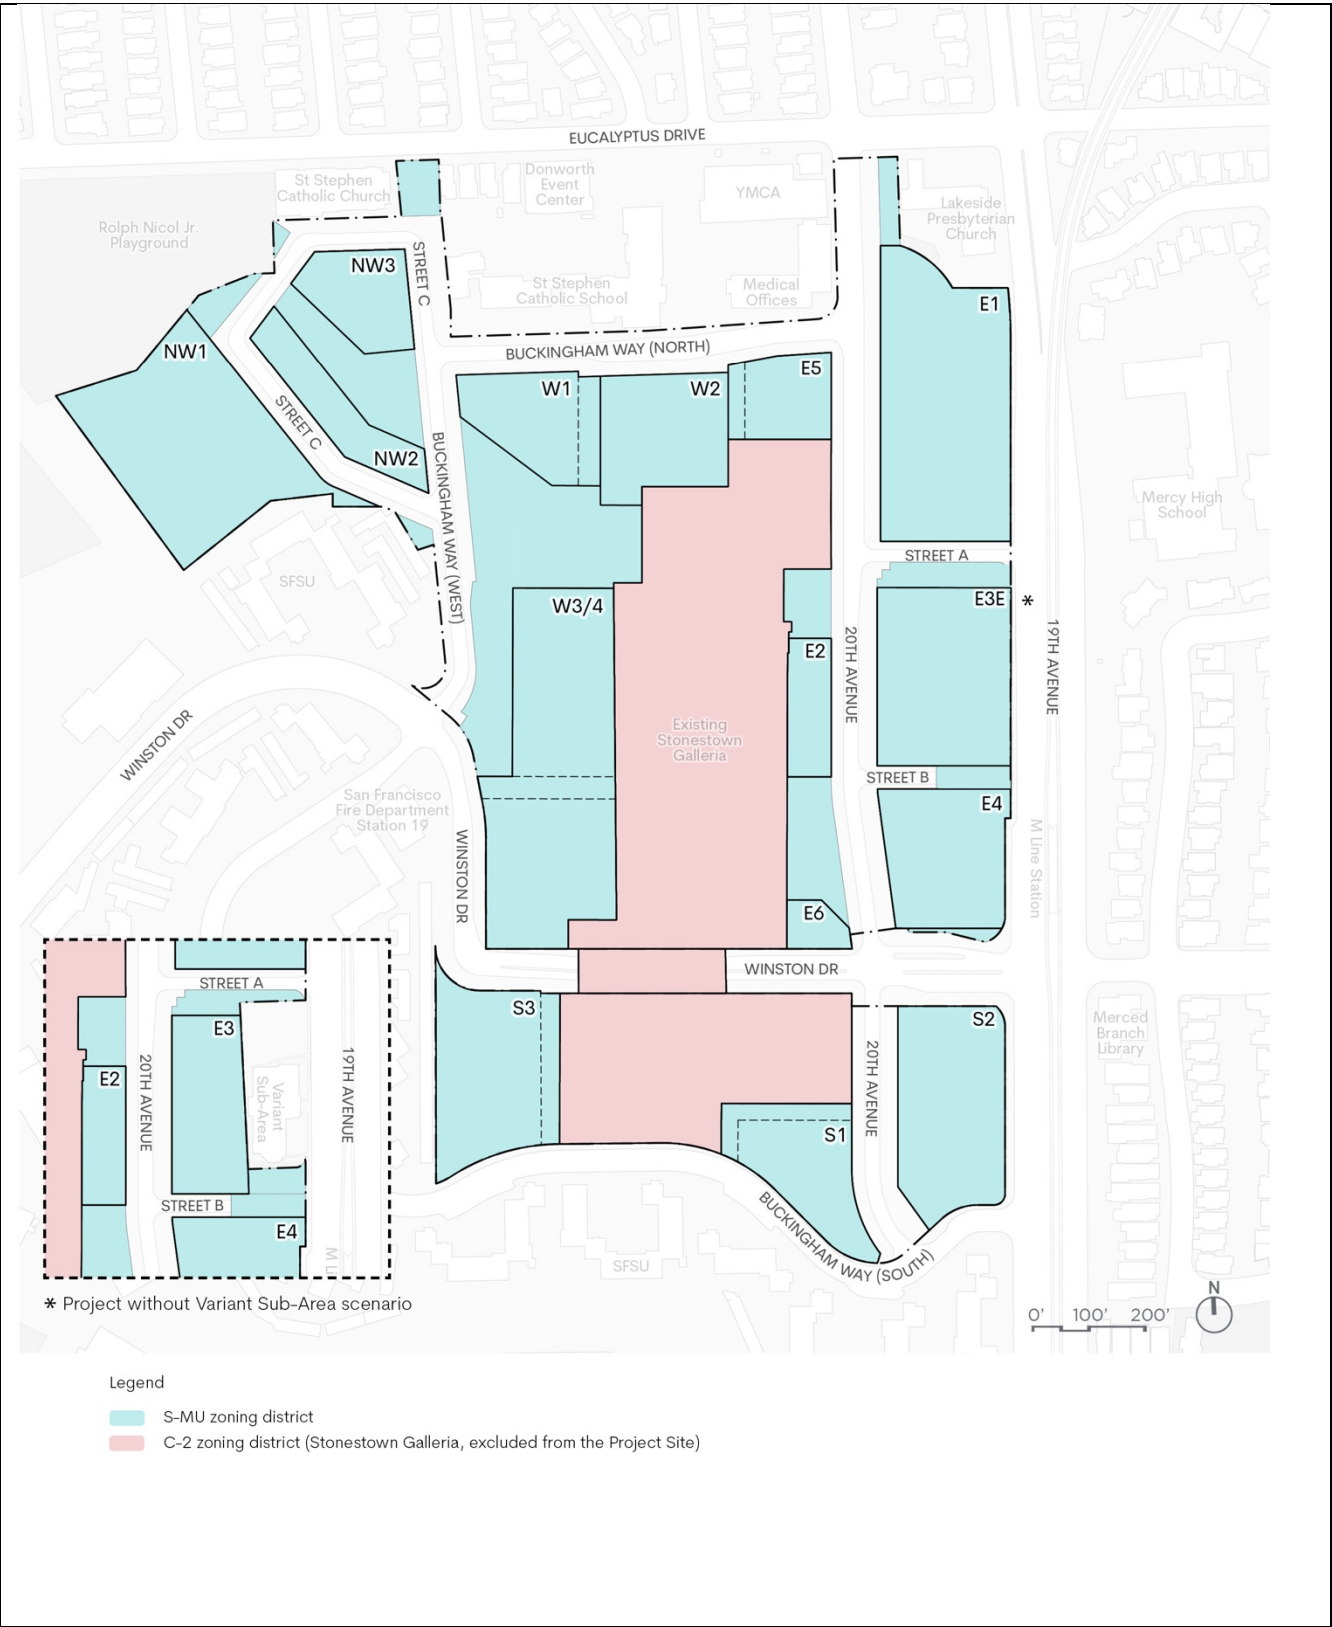 EUCALYPTUS DRIVE
St Stephen
Catholic Church
Donworth
Event
Center
YMCA
Lakeside
Presbyterian
Church
Rolph Nicol Jr.
Playground
NW3
STREET C
St Stephen
Catholic School
Medical
Offices
E1
NW1
BUCKINGHAM WAY (NORTH)
W1
W2
E5
STREET C
NW2
BUCKINGHAM WAY (WEST)
Mercy High
School
STREET A
SFSU
W3/4
E3E
*
E2
20TH AVENUE
19TH AVENUE
Existing
Stonestown
Galleria
WINSTON DR
STREET B
San Francisco
Fire Department
Station 19
E4
WINSTON DR
M Line Station
E6
WINSTON DR
S3
S2
Merced
Branch
Library
20TH AVENUE
S1
BUCKINGHAM WAY (SOUTH)
SFSU
STREET A
E3
E2
20TH AVENUE
Variant
Sub-Area
19TH AVENUE
STREET B
E4
M Li
* Project without Variant Sub-Area scenario
N
0' 100' 200'
Legend
S-MU zoning district
C-2 zoning district (Stonestown Galleria, excluded from the Project Site)